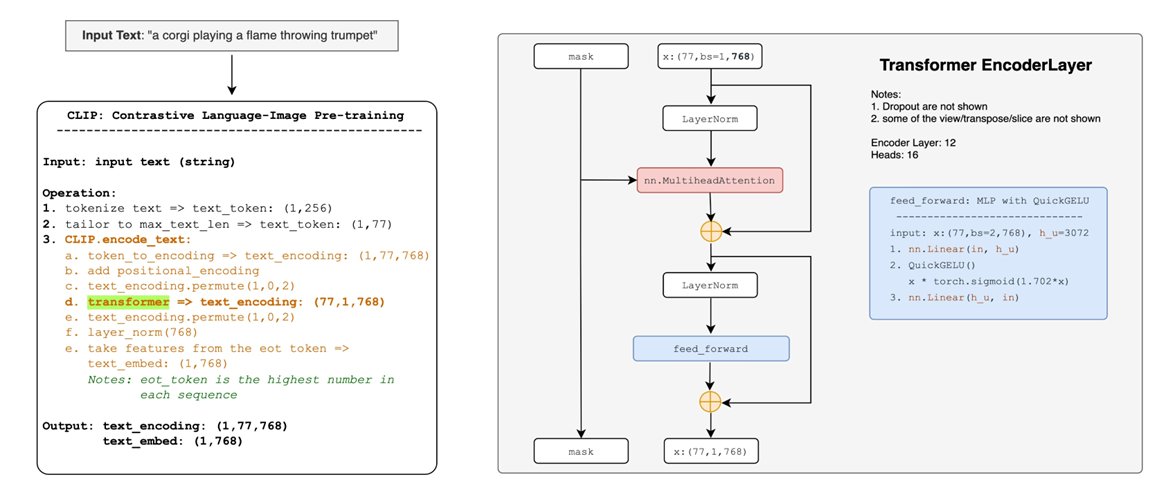 Input Text: "a corgi playing a flame throwing trumpet"
CLIP: Contrastive Language-Image Pre-training
Input: input text (string)
Operation:
1. tokenize text => text_token: (1,256)
2. tailor to max_text_len => text_token: (1,77)
3. CLIP.encode_text:
a. token_to_encoding => text_encoding: (1,77,768)
b. add positional_encoding
c. text_encoding.permute(1,0,2)
d. transformer => text_encoding: (77,1,768)
e. text_encoding.permute(1,0,2)
f. layer_norm(768)
e. take features from the eot token =>
text_embed: (1,768)
Notes: eot_token is the highest number in
each sequence
Output: text_encoding: (1,77,768)
text_embed: (1,768)
mask
x:(77,bs=1,768)
LayerNorm
nn.MultiheadAttention
LayerNorm
feed_forward
mask
x:(77,1,768)
Transformer EncoderLayer
Notes:
1. Dropout are not shown
2. some of the view/transpose/slice are not shown
Encoder Layer: 12
Heads: 16
feed_forward: MLP with QuickGELU
input: x:(77,bs=2,768), h_u=3072
1. nn.Linear(in, h_u)
2. QuickGELU()
x * torch.sigmoid(1.702*x)
3. nn.Linear(h_u, in)